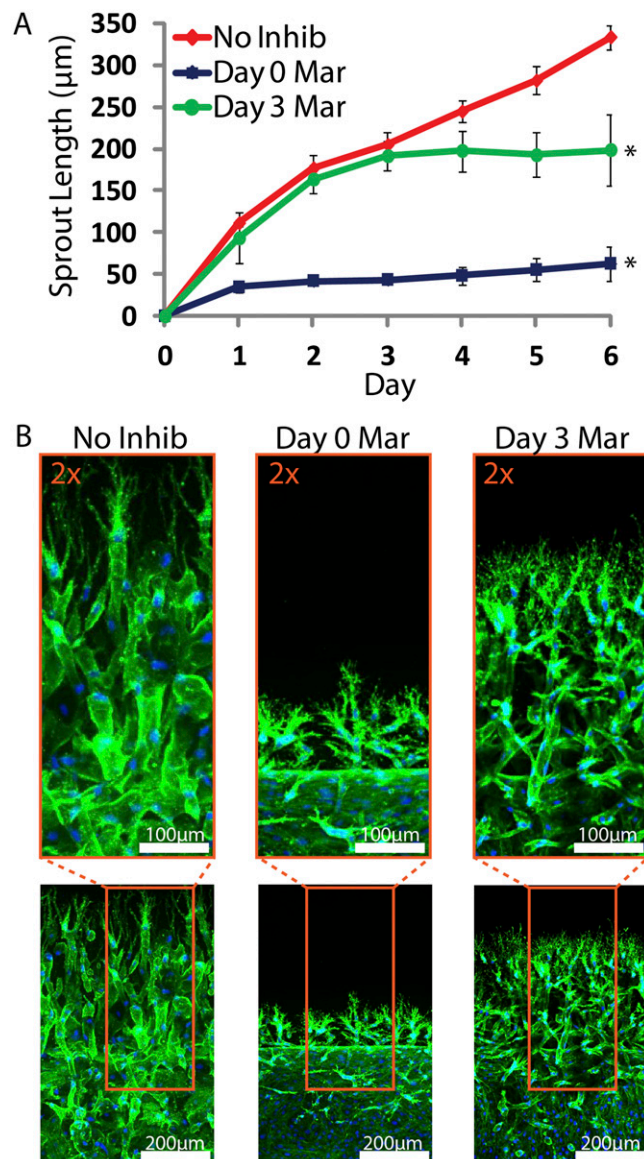 A
350
300
250
200
150
100
50
0
Sprout Length (µm)
No Inhib
Day 0 Mar
Day 3 Mar
*
*
0 1 2 3 4 5 6
Day
B
No Inhib Day 0 Mar Day 3 Mar
2x 2x 2x
100µm 100µm 100µm
200µm 200µm 200µm